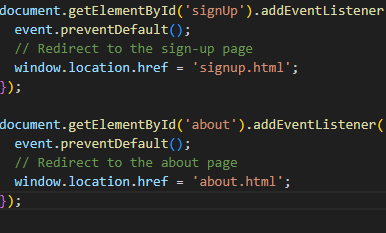 document.getElementById('signUp').addEventListener
event.preventDefault();
// Redirect to the sign-up page
window.location.href = 'signup.html';
});
document.getElementById('about').addEventListener(
event.preventDefault();
// Redirect to the about page
window.location.href = 'about.html';
});